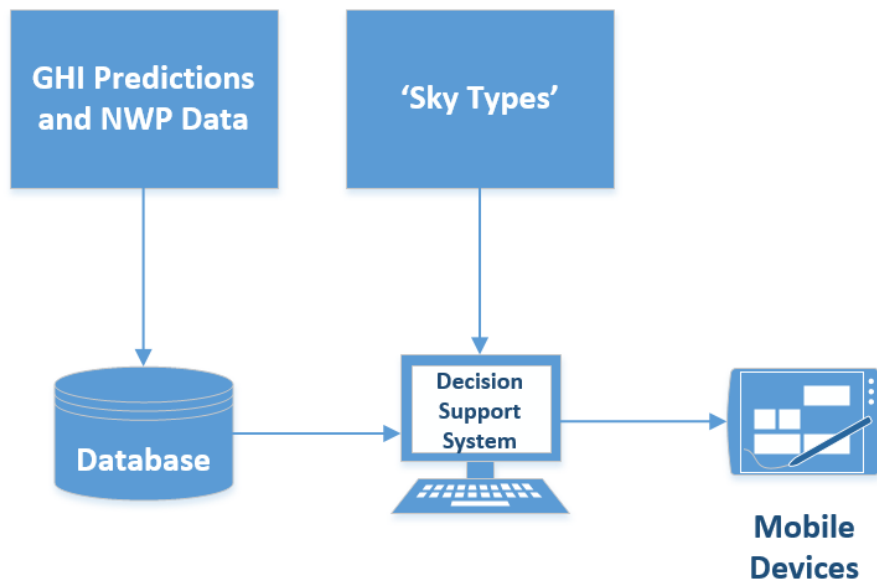 GHI Predictions
and NWP Data
‘Sky Types’
Database
Decision
Support
System
Mobile
Devices